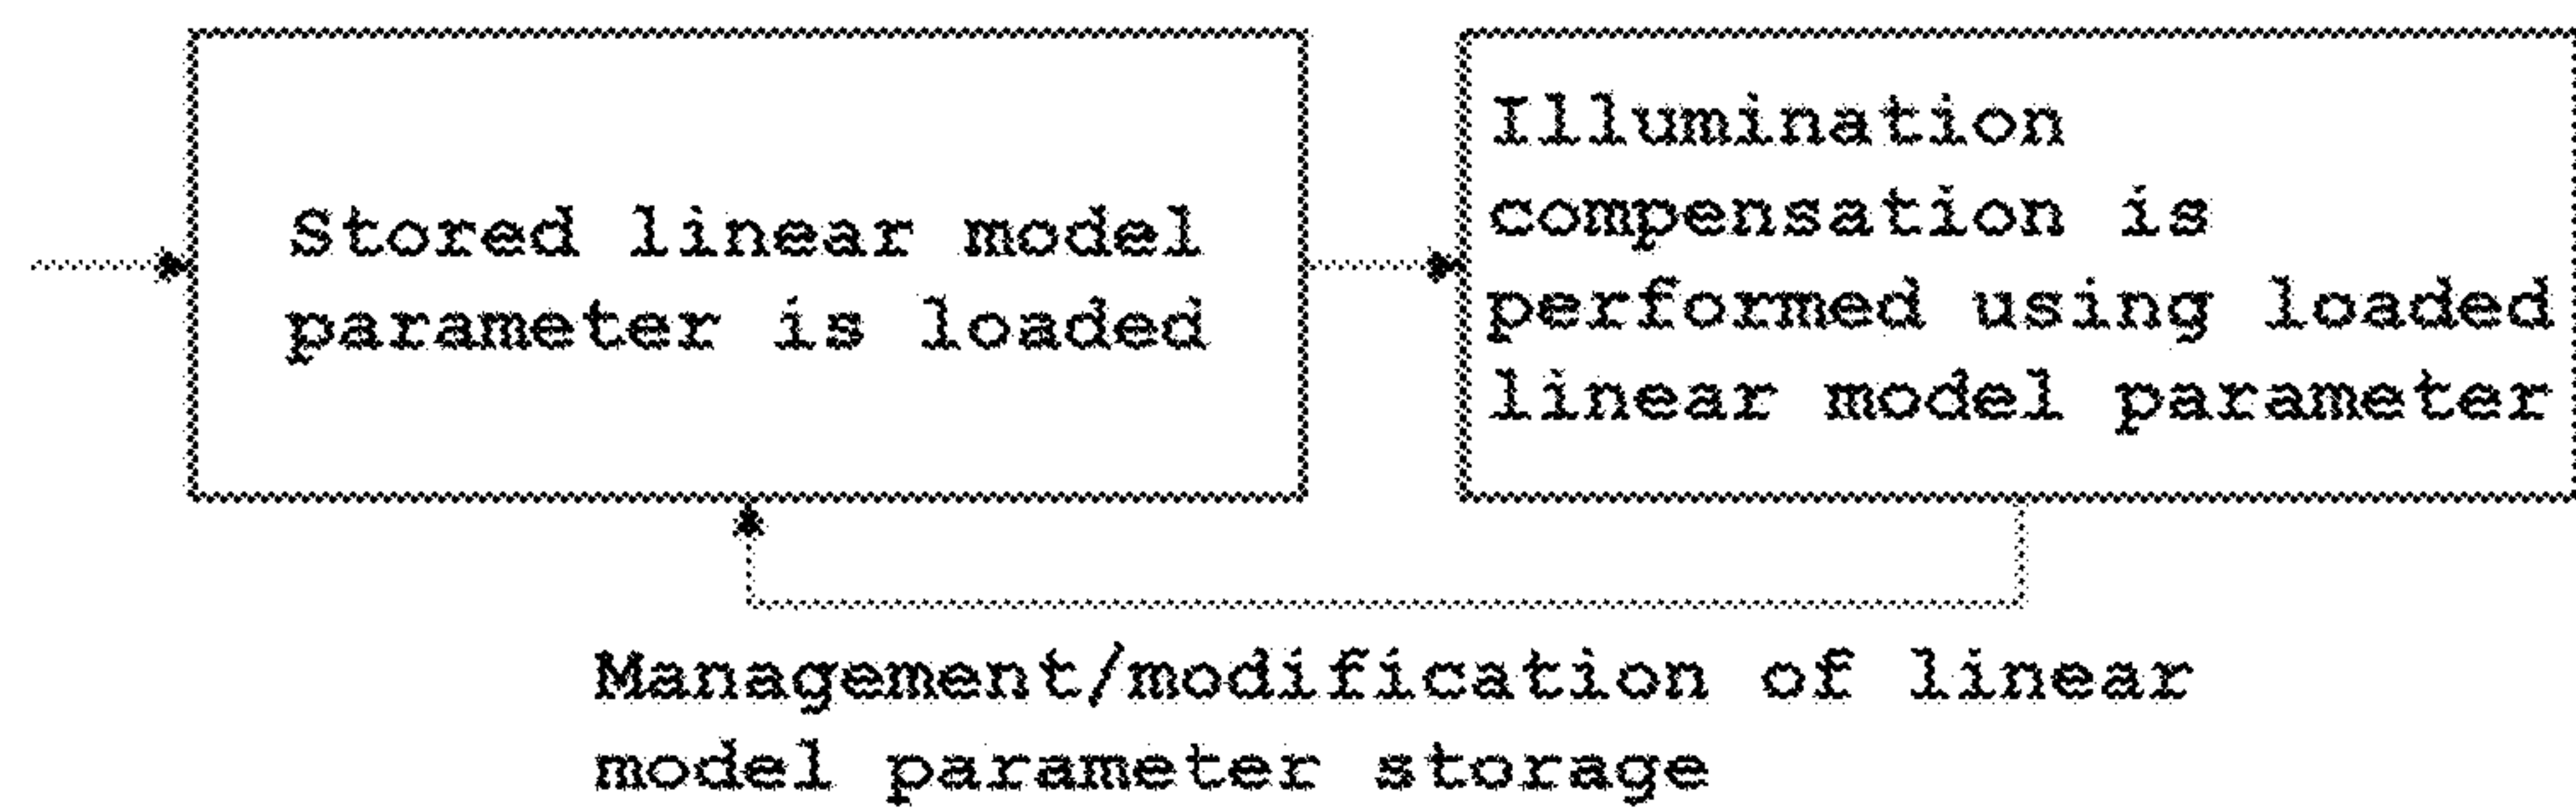 Stored linear model
parameter is loaded
Illumination
compensation is
performed using loaded
linear model parameter
Management/modification of linear
model parameter storage